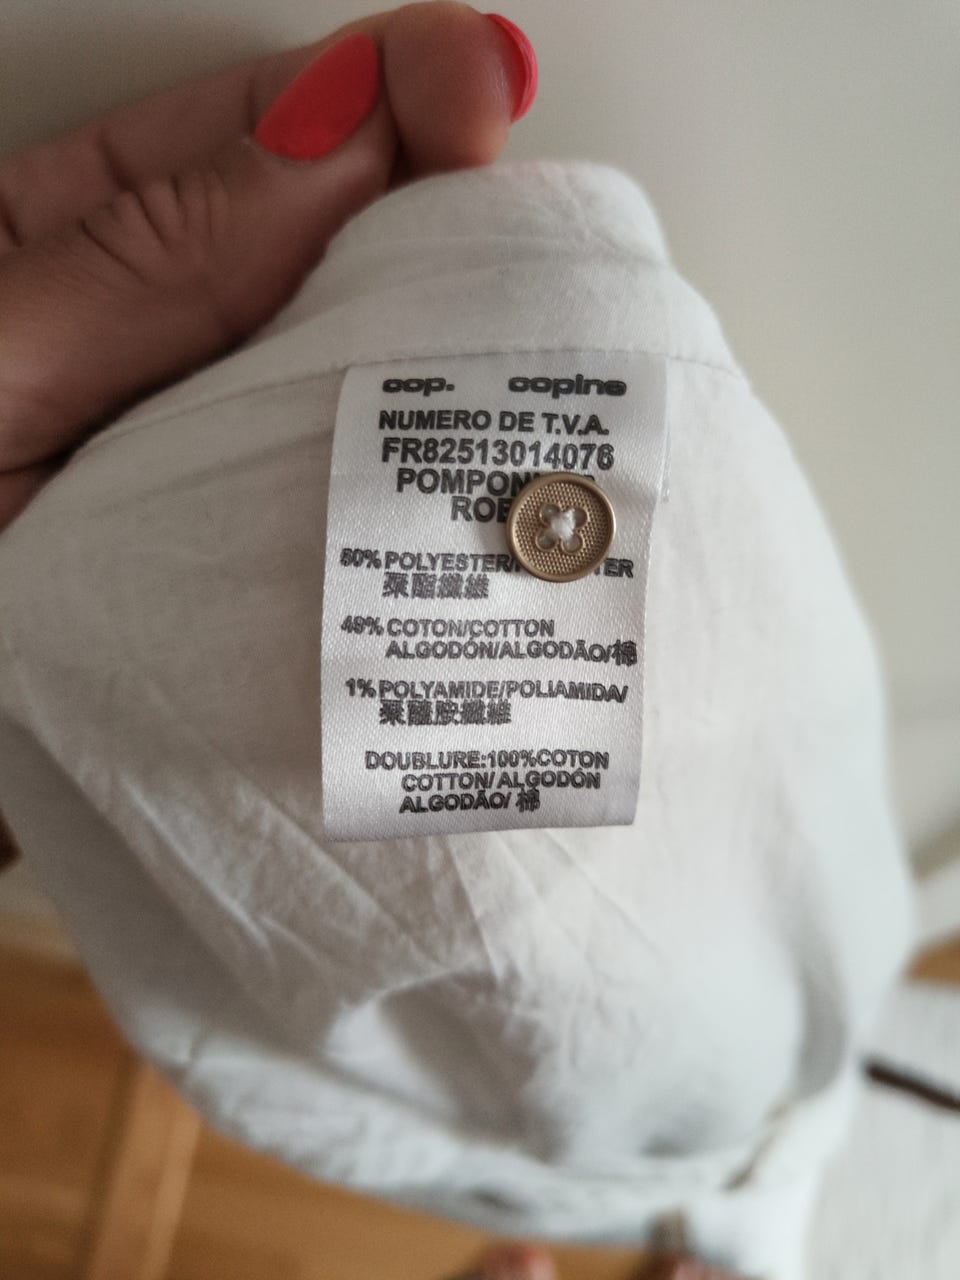 cop. copine
NUMERO DE T.V.A.
FR82513014076
50% POLYESTER/
聚酯纖維
49% COTON/COTTON
ALGODÓN/ALGODÃO/棉
1% POLYAMIDE/POLIAMIDA/
聚醯胺纖維
DOUBLURE:100%COTON
COTTON/ALGODÓN
ALGODÃO/ 棉